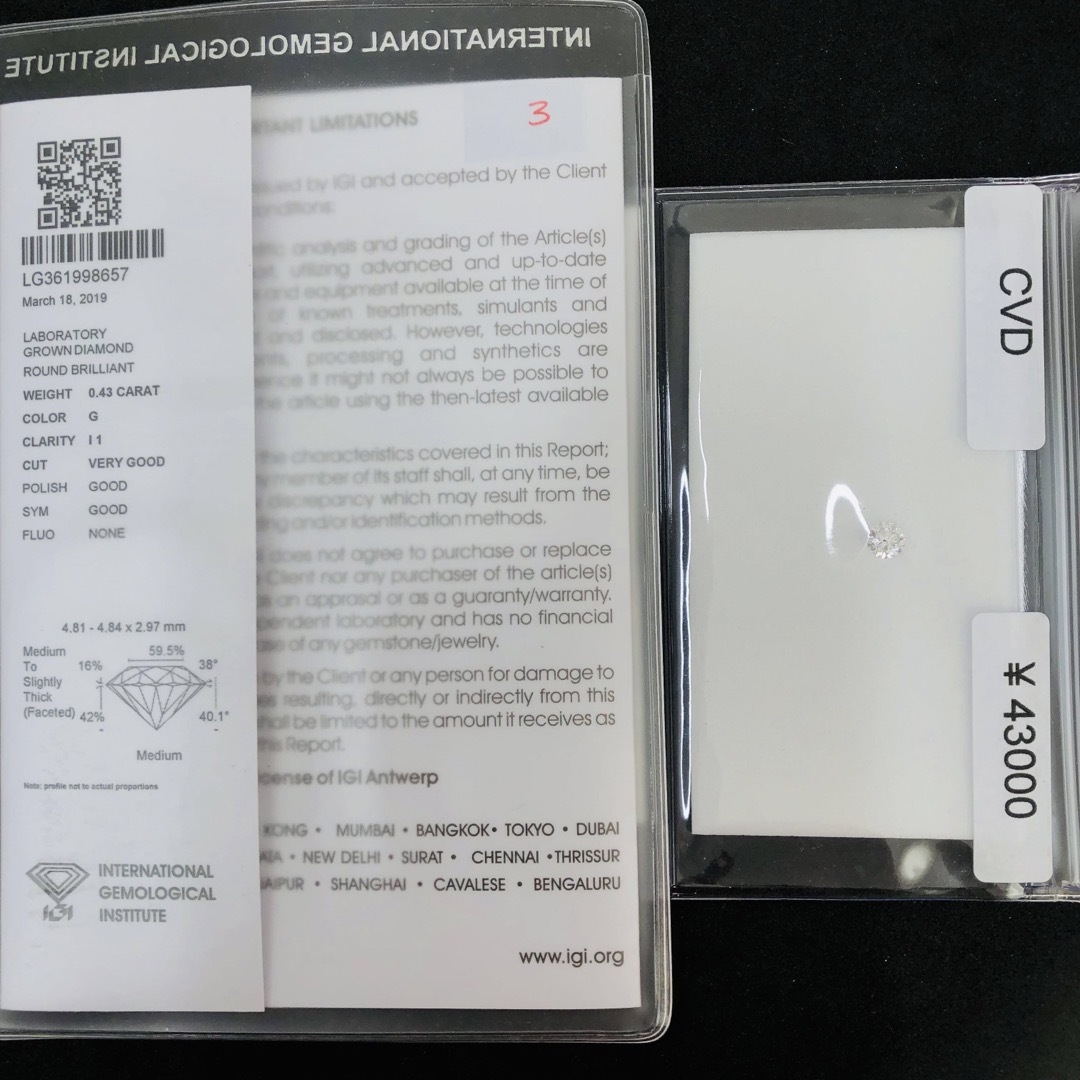 INTERNATIONAL GEMOLOGICAL INSTITUTE
LG361998657
March 18, 2019
LABORATORY
GROWN DIAMOND
ROUND BRILLIANT
WEIGHT 0.43 CARAT
COLOR G
CLARITY I 1
CUT VERY GOOD
POLISH GOOD
SYM GOOD
FLUO NONE
4.81 - 4.84 x 2.97 mm
Medium
To
Slightly
Thick
(Faceted)
16%
59.5%
38°
42%
40.1°
Medium
Note: profile not to actual proportions
IGI
INTERNATIONAL
GEMOLOGICAL
INSTITUTE
3
LIMITATIONS
by IGI and accepted by the Client
analysis and grading of the Article(s)
utilizing advanced and up-to-date
and equipment available at the time of
of known treatments, simulants and
and disclosed. However, technologies
processing and synthetics are
it might not always be possible to
the article using the then-latest available
the characteristics covered in this Report;
member of its staff shall, at any time, be
discrepancy which may result from the
and/or identification methods.
does not agree to purchase or replace
Client nor any purchaser of the article(s)
as an appraisal or as a guaranty/warranty.
laboratory and has no financial
of any gemstone/jewelry.
by the Client or any person for damage to
resulting, directly or indirectly from this
shall be limited to the amount it receives as
this Report.
of IGI Antwerp
KONG • MUMBAI • BANGKOK • TOKYO • DUBAI
• NEW DELHI • SURAT • CHENNAI • THRISSUR
JAIPUR • SHANGHAI • CAVALESE • BENGALURU
www.igi.org
CVD
¥ 43000